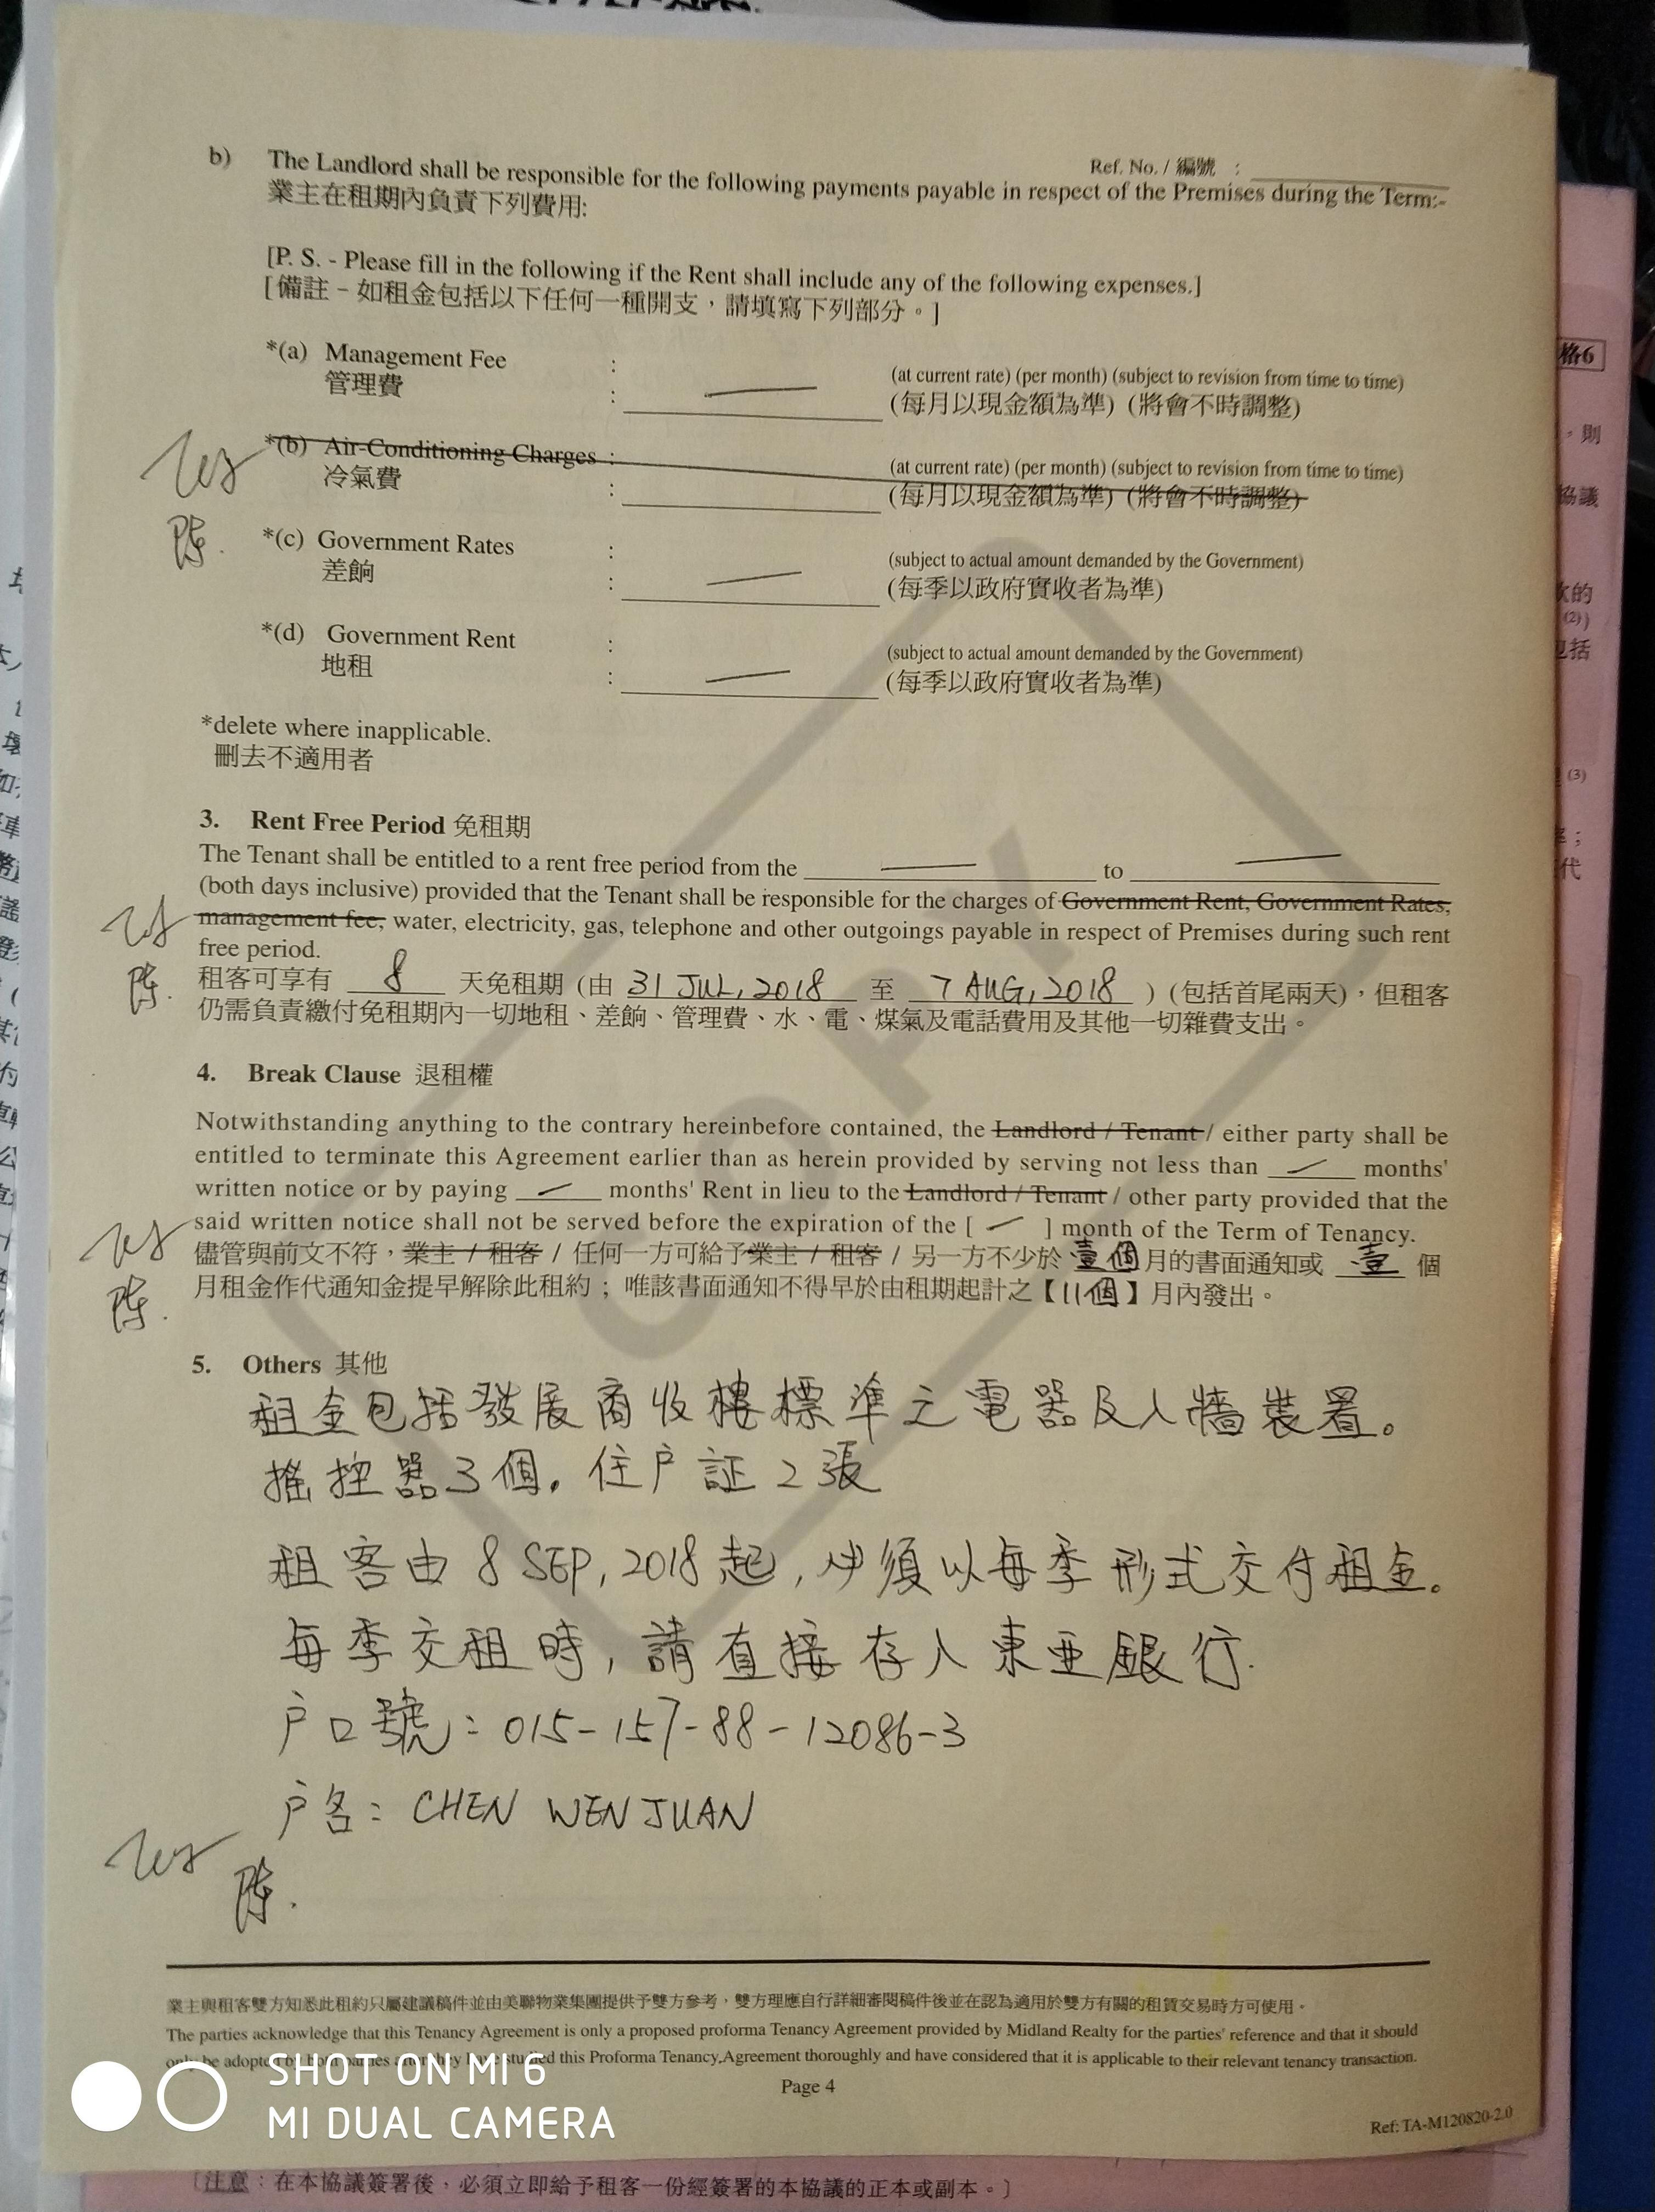 Ref. No. / 編號 :
b) The Landlord shall be responsible for the following payments payable in respect of the Premises during the Term:-
業主在租期內負責下列費用:
[P. S. - Please fill in the following if the Rent shall include any of the following expenses.]
[備註 - 如租金包括以下任何一種開支，請填寫下列部分。]
*(a) Management Fee : (at current rate) (per month) (subject to revision from time to time)
管理費 : (每月以現金額為準) (將會不時調整)
*(b) Air-Conditioning Charges : (at current rate) (per month) (subject to revision from time to time)
冷氣費 : (每月以現金額為準) (將會不時調整)
陈.
*(c) Government Rates : (subject to actual amount demanded by the Government)
差餉 : (每季以政府實收者為準)
*(d) Government Rent : (subject to actual amount demanded by the Government)
地租 : (每季以政府實收者為準)
*delete where inapplicable.
刪去不適用者
3. Rent Free Period 免租期
The Tenant shall be entitled to a rent free period from the to
(both days inclusive) provided that the Tenant shall be responsible for the charges of Government Rent, Government Rates,
management fee, water, electricity, gas, telephone and other outgoings payable in respect of Premises during such rent
free period.
陈.
租客可享有 8 天免租期 (由 31 JUL, 2018 至 7 AUG, 2018 ) (包括首尾兩天)，但租客
仍需負責繳付免租期內一切地租、差餉、管理費、水、電、煤氣及電話費用及其他一切雜費支出。
4. Break Clause 退租權
Notwithstanding anything to the contrary hereinbefore contained, the Landlord / Tenant / either party shall be
entitled to terminate this Agreement earlier than as herein provided by serving not less than months'
written notice or by paying months' Rent in lieu to the Landlord / Tenant / other party provided that the
said written notice shall not be served before the expiration of the [ ] month of the Term of Tenancy.
儘管與前文不符，業主 / 租客 / 任何一方可給予業主 / 租客 / 另一方不少於 壹個 月的書面通知或 壹 個
月租金作代通知金提早解除此租約；唯該書面通知不得早於由租期起計之【11個】月內發出。
陈.
5. Others 其他
租金包括發展商收樓標準之電器及入牆裝置。
搖控器3個. 住户証2張
租客由 8 SEP, 2018 起, 必須以每季形式交付租金。
每季交租時, 請直接存入東亜銀行.
户口號: 015-157-88-12086-3
户名: CHEN WENJUAN
陈.
業主與租客雙方知悉此租約只屬建議稿件並由美聯物業集團提供予雙方參考，雙方理應自行詳細審閱稿件後並在認為適用於雙方有關的租賃交易時方可使用。
The parties acknowledge that this Tenancy Agreement is only a proposed proforma Tenancy Agreement provided by Midland Realty for the parties' reference and that it should
only be adopted by both parties after they have studied this Proforma Tenancy Agreement thoroughly and have considered that it is applicable to their relevant tenancy transaction.
Page 4
Ref: TA-M120820-2.0
COPY
SHOT ON MI 6
MI DUAL CAMERA
[注意：在本協議簽署後，必須立即給予租客一份經簽署的本協議的正本或副本。]
格6
，則
協議
(2))
包括
(3)